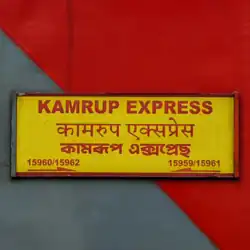 KAMRUP EXPRESS
कामरुप एक्सप्रेस
কামৰূপ এক্সপ্ৰেছ
15960/15962 15959/15961